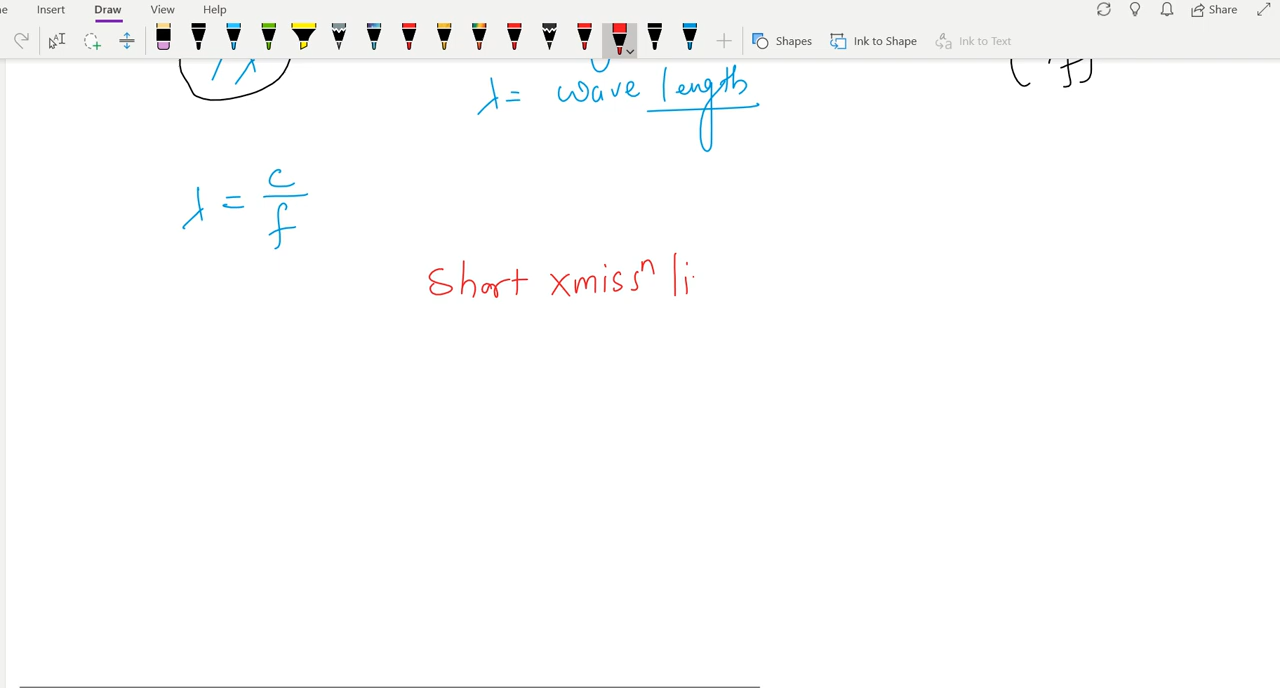 Insert Draw View Help Share
Shapes Ink to Shape Ink to Text
λ = wave length
λ = c/f
Short xmissⁿ li